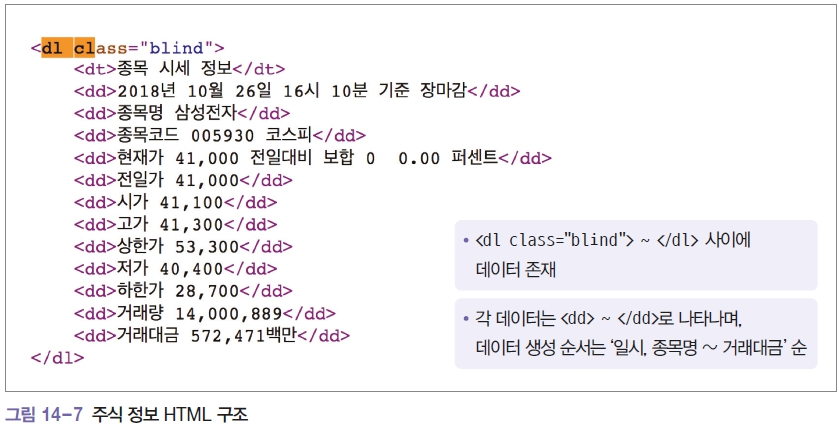 <dl class="blind">
<dt>종목 시세 정보</dt>
<dd>2018년 10월 26일 16시 10분 기준 장마감</dd>
<dd>종목명 삼성전자</dd>
<dd>종목코드 005930 코스피</dd>
<dd>현재가 41,000 전일대비 보합 0  0.00 퍼센트</dd>
<dd>전일가 41,000</dd>
<dd>시가 41,100</dd>
<dd>고가 41,300</dd>
<dd>상한가 53,300</dd>
<dd>저가 40,400</dd>
<dd>하한가 28,700</dd>
<dd>거래량 14,000,889</dd>
<dd>거래대금 572,471백만</dd>
</dl>
• <dl class="blind"> ~ </dl> 사이에
데이터 존재
• 각 데이터는 <dd> ~ </dd>로 나타나며,
데이터 생성 순서는 ‘일시, 종목명 ~ 거래대금’ 순
그림 14-7 주식 정보 HTML 구조